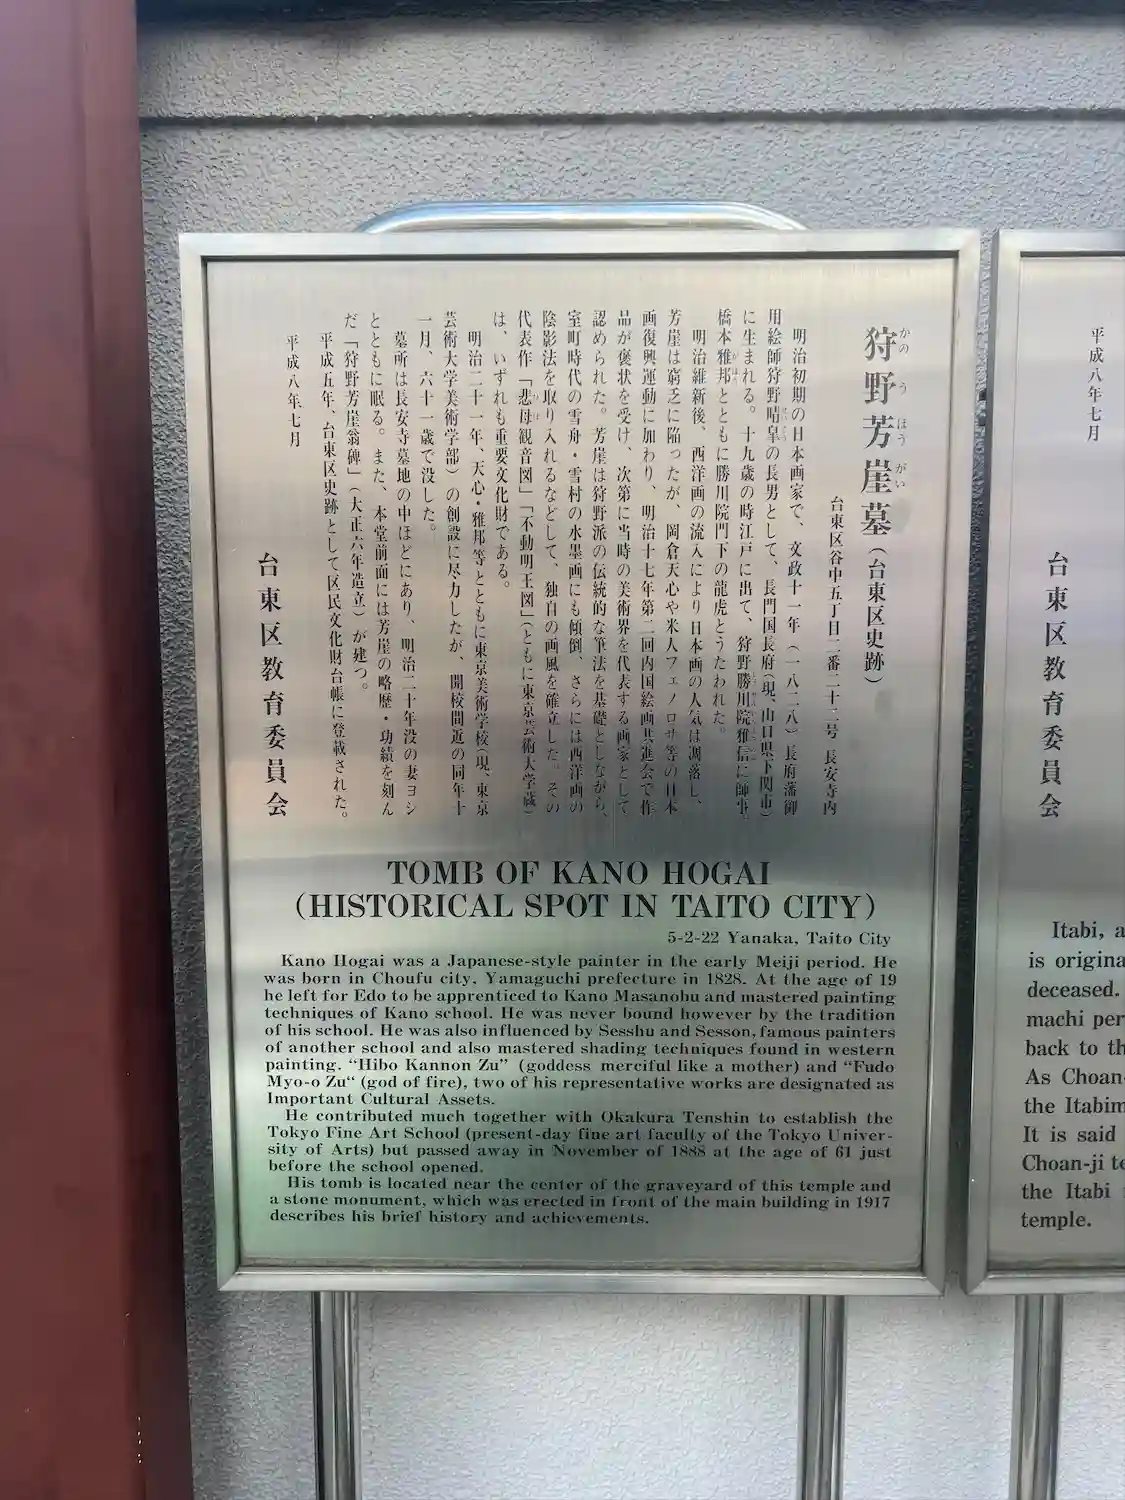 狩野芳崖墓（台東区史跡）
かのうほうがい
台東区谷中五丁目二番二十二号 長安寺内
明治初期の日本画家で、文政十一年（一八二八）長府藩御
用絵師狩野晴皐の長男として、長門国長府（現、山口県下関市）
に生まれる。十九歳の時江戸に出て、狩野勝川院雅信に師事、
橋本雅邦とともに勝川院門下の龍虎とうたわれた。
がほう
明治維新後、西洋画の流入により日本画の人気は凋落し、
芳崖は窮乏に陥ったが、岡倉天心や米人フェノロサ等の日本
画復興運動に加わり、明治十七年第二回内国絵画共進会で作
品が褒状を受け、次第に当時の美術界を代表する画家として
認められた。芳崖は狩野派の伝統的な筆法を基礎としながら、
室町時代の雪舟・雪村の水墨画にも傾倒、さらには西洋画の
陰影法を取り入れるなどして、独自の画風を確立した。その
代表作「悲母観音図」「不動明王図」（ともに東京芸術大学蔵）
は、いずれも重要文化財である。
明治二十一年、天心・雅邦等とともに東京美術学校（現、東京
芸術大学美術学部）の創設に尽力したが、開校間近の同年十
一月、六十一歳で没した。
墓所は長安寺墓地の中ほどにあり、明治二十年没の妻ヨシ
とともに眠る。また、本堂前面には芳崖の略歴・功績を刻ん
だ「狩野芳崖翁碑」（大正六年造立）が建つ。
平成五年、台東区史跡として区民文化財台帳に登載された。
平成八年七月
台東区教育委員会
TOMB OF KANO HOGAI
(HISTORICAL SPOT IN TAITO CITY)
5-2-22 Yanaka, Taito City
Kano Hogai was a Japanese-style painter in the early Meiji period. He
was born in Choufu city, Yamaguchi prefecture in 1828. At the age of 19
he left for Edo to be apprenticed to Kano Masanobu and mastered painting
techniques of Kano school. He was never bound however by the tradition
of his school. He was also influenced by Sesshu and Sesson, famous painters
of another school and also mastered shading techniques found in western
painting. “Hibo Kannon Zu” (goddess merciful like a mother) and “Fudo
Myo-o Zu“ (god of fire), two of his representative works are designated as
Important Cultural Assets.
He contributed much together with Okakura Tenshin to establish the
Tokyo Fine Art School (present-day fine art faculty of the Tokyo Univer-
sity of Arts) but passed away in November of 1888 at the age of 61 just
before the school opened.
His tomb is located near the center of the graveyard of this temple and
a stone monument, which was erected in front of the main building in 1917
describes his brief history and achievements.
平成八年七月
台東区教育委員会
Itabi, a
is origina
deceased.
machi per
back to th
As Choan-
the Itabim
It is said
Choan-ji te
the Itabi
temple.